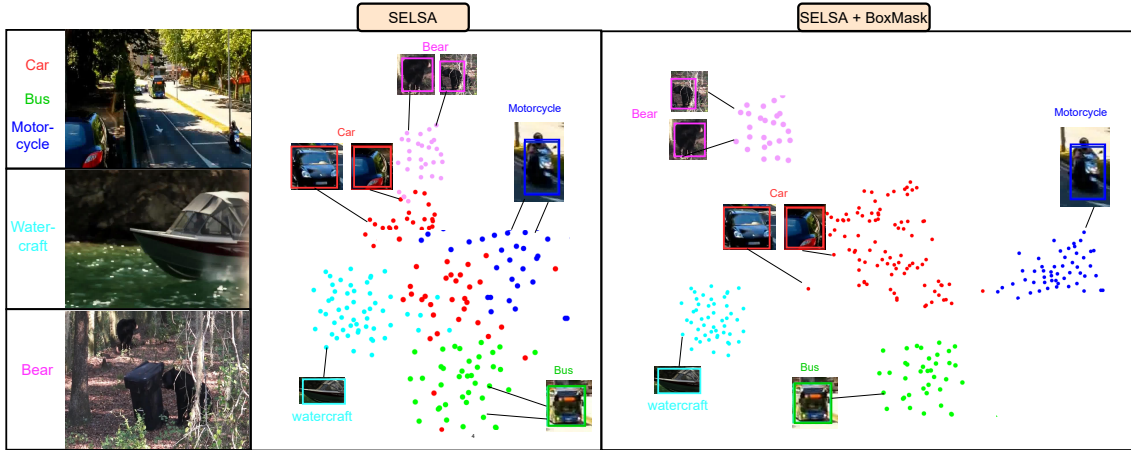 SELSA
SELSA + BoxMask
Car
Bus
Motor-
cycle
Water-
craft
Bear
Bear
Motorcycle
Car
watercraft
Bus
4
Bear
Motorcycle
Car
watercraft
Bus